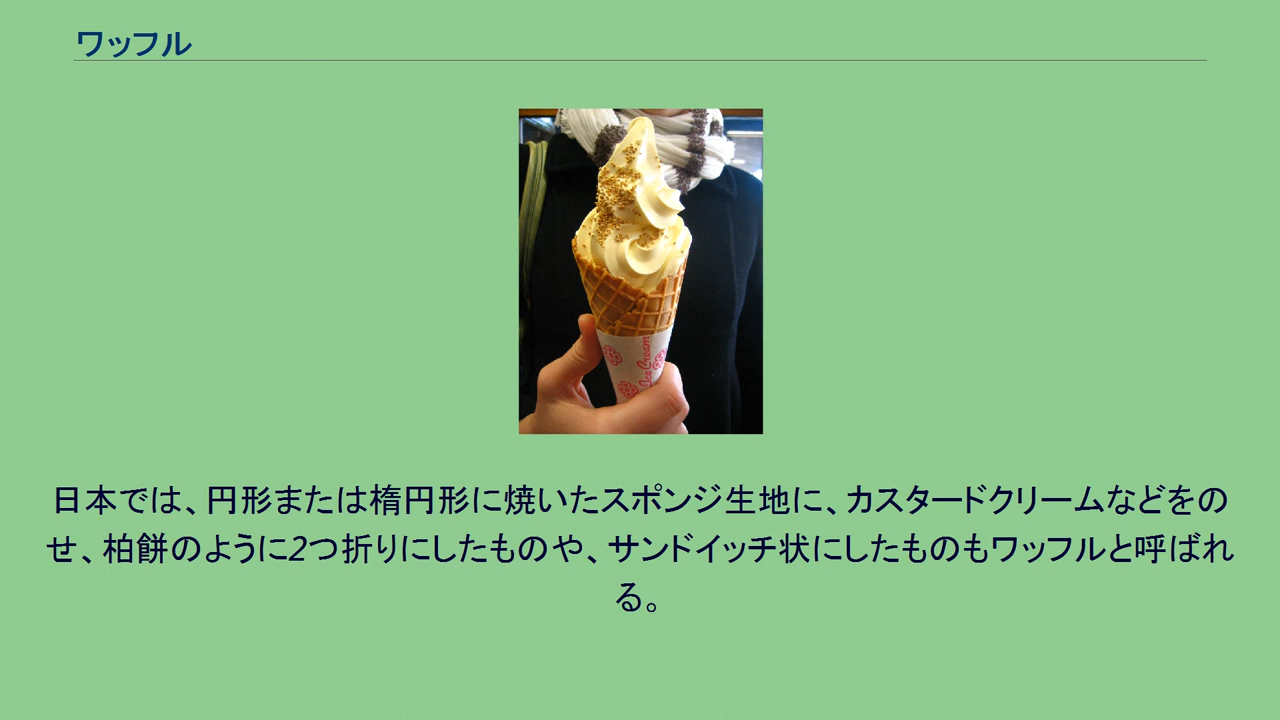 ワッフル
Ice Cream
日本では、円形または楕円形に焼いたスポンジ生地に、カスタードクリームなどをの
せ、柏餅のように2つ折りにしたものや、サンドイッチ状にしたものもワッフルと呼ばれ
る。